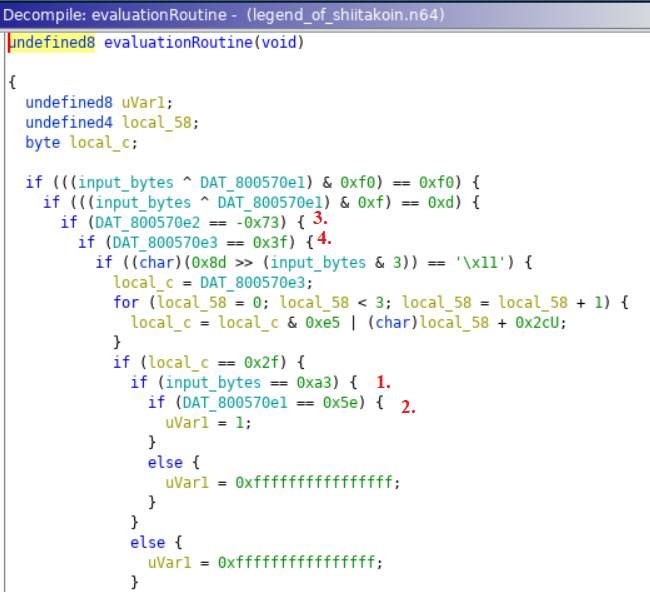 Decompile: evaluationRoutine - (legend_of_shiitakoin.n64)
undefined8 evaluationRoutine(void)
{
undefined8 uVar1;
undefined4 local_58;
byte local_c;
if (((input_bytes ^ DAT_800570e1) & 0xf0) == 0xf0) {
if (((input_bytes ^ DAT_800570e1) & 0xf) == 0xd) {
if (DAT_800570e2 == -0x73) { 3.
if (DAT_800570e3 == 0x3f) { 4.
if ((char)(0x8d >> (input_bytes & 3)) == '\x11') {
local_c = DAT_800570e3;
for (local_58 = 0; local_58 < 3; local_58 = local_58 + 1) {
local_c = local_c & 0xe5 | (char)local_58 + 0x2cU;
}
if (local_c == 0x2f) {
if (input_bytes == 0xa3) { 1.
if (DAT_800570e1 == 0x5e) { 2.
uVar1 = 1;
}
else {
uVar1 = 0xffffffffffffffff;
}
}
else {
uVar1 = 0xffffffffffffffff;
}